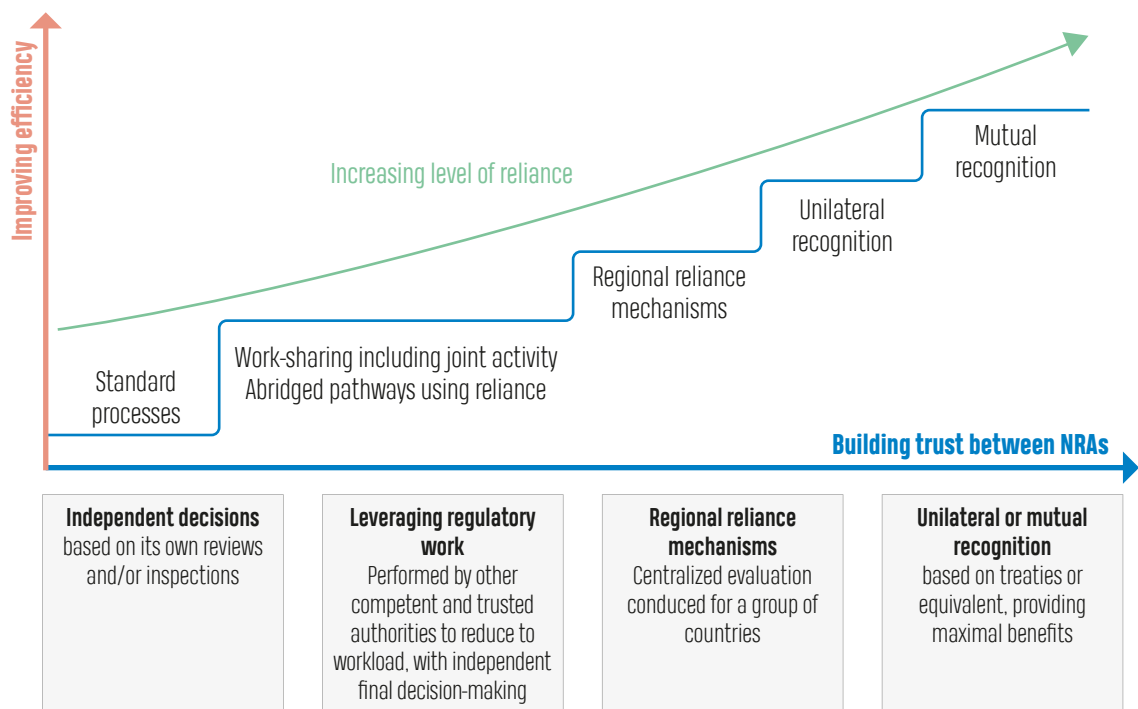 Improving efficiency
Increasing level of reliance
Standard
processes
Work-sharing including joint activity
Abridged pathways using reliance
Regional reliance
mechanisms
Unilateral
recognition
Mutual
recognition
Building trust between NRAs
Independent decisions
based on its own reviews
and/or inspections
Leveraging regulatory
work
Performed by other
competent and trusted
authorities to reduce to
workload, with independent
final decision-making
Regional reliance
mechanisms
Centralized evaluation
conduced for a group of
countries
Unilateral or mutual
recognition
based on treaties or
equivalent, providing
maximal benefits